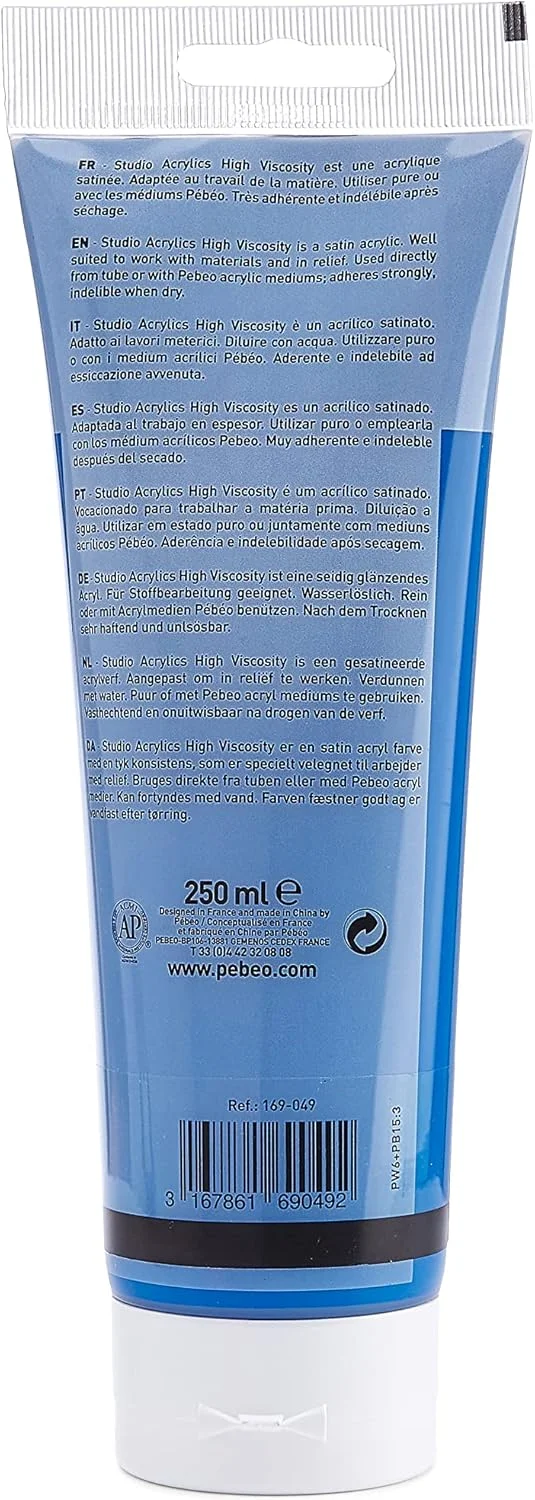 FR - Studio Acrylics High Viscosity est une acrylique
satinée. Adaptée au travail de la matière. Utiliser pure ou
avec les médiums Pébéo. Très adhérente et indélébile après
séchage.
EN - Studio Acrylics High Viscosity is a satin acrylic. Well
suited to work with materials and in relief. Used directly
from tube or with Pebeo acrylic mediums; adheres strongly,
indelible when dry.
IT - Studio Acrylics High Viscosity è un acrilico satinato.
Adatto ai lavori meterici. Diluire con acqua. Utilizzare puro
o con i medium acrilici Pébéo. Aderente e indelebile ad
essiccazione avvenuta.
ES - Studio Acrylics High Viscosity es un acrilico satinado.
Adaptada al trabajo en espesor. Utilizar puro o emplearla
con los médium acrílicos Pebeo. Muy adherente e indeleble
después del secado.
PT - Studio Acrylics High Viscosity é um acrílico satinado.
Vocacionado para trabalhar a matéria prima. Diluição a
água. Utilizar em estado puro ou juntamente com mediuns
acrílicos Pébéo. Aderência e indelebilidade após secagem.
DE- Studio Acrylics High Viscosity ist eine seidig glänzendes
Acryl. Für Stoffbearbeitung geeignet. Wasserlöslich. Rein
oder mit Acrylmedien Pébéo benützen. Nach dem Trocknen
sehr haftend und unlösbar.
NL - Studio Acrylics High Viscosity is een gesatineerde
acrylverf. Aangepast om in reliëf te werken. Verdunnen
met water. Puur of met Pebeo acryl mediums te gebruiken.
Vasthechtend en onuitwisbaar na drogen van de verf.
DA - Studio Acrylics High Viscosity er en satin acryl farve
med en tyk konsistens, som er specielt velegnet til arbejder
med relief. Bruges direkte fra tuben eller med Pebeo acryl
medier. Kan fortyndes med vand. Farven fæstner godt ag er
vandfast efter tørring.
250 ml e
Designed in France and made in China by
Pébéo / Conceptualisé en France
et fabriqué en Chine par Pébéo
PEBEO-BP106-13881 GEMENOS CEDEX FRANCE
T 33 (0)4 42 32 08 08
www.pebeo.com
ACMI
AP
Ref.: 169-049
3 167861 690492
PW6+PB15:3